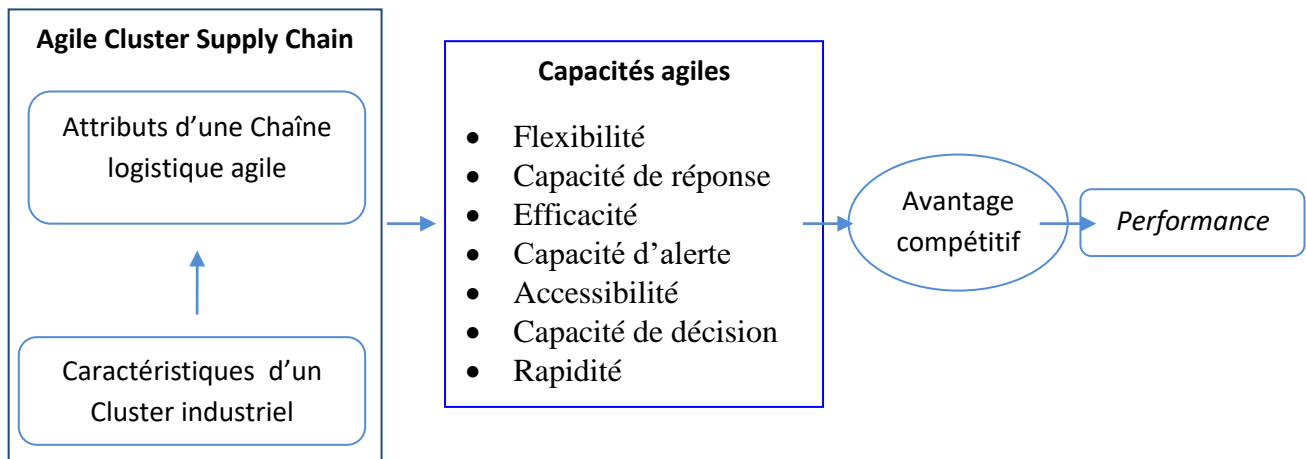 Agile Cluster Supply Chain
Attributs d’une Chaîne
logistique agile
Caractéristiques d’un
Cluster industriel
Capacités agiles
• Flexibilité
• Capacité de réponse
• Efficacité
• Capacité d’alerte
• Accessibilité
• Capacité de décision
• Rapidité
Avantage
compétitif
Performance